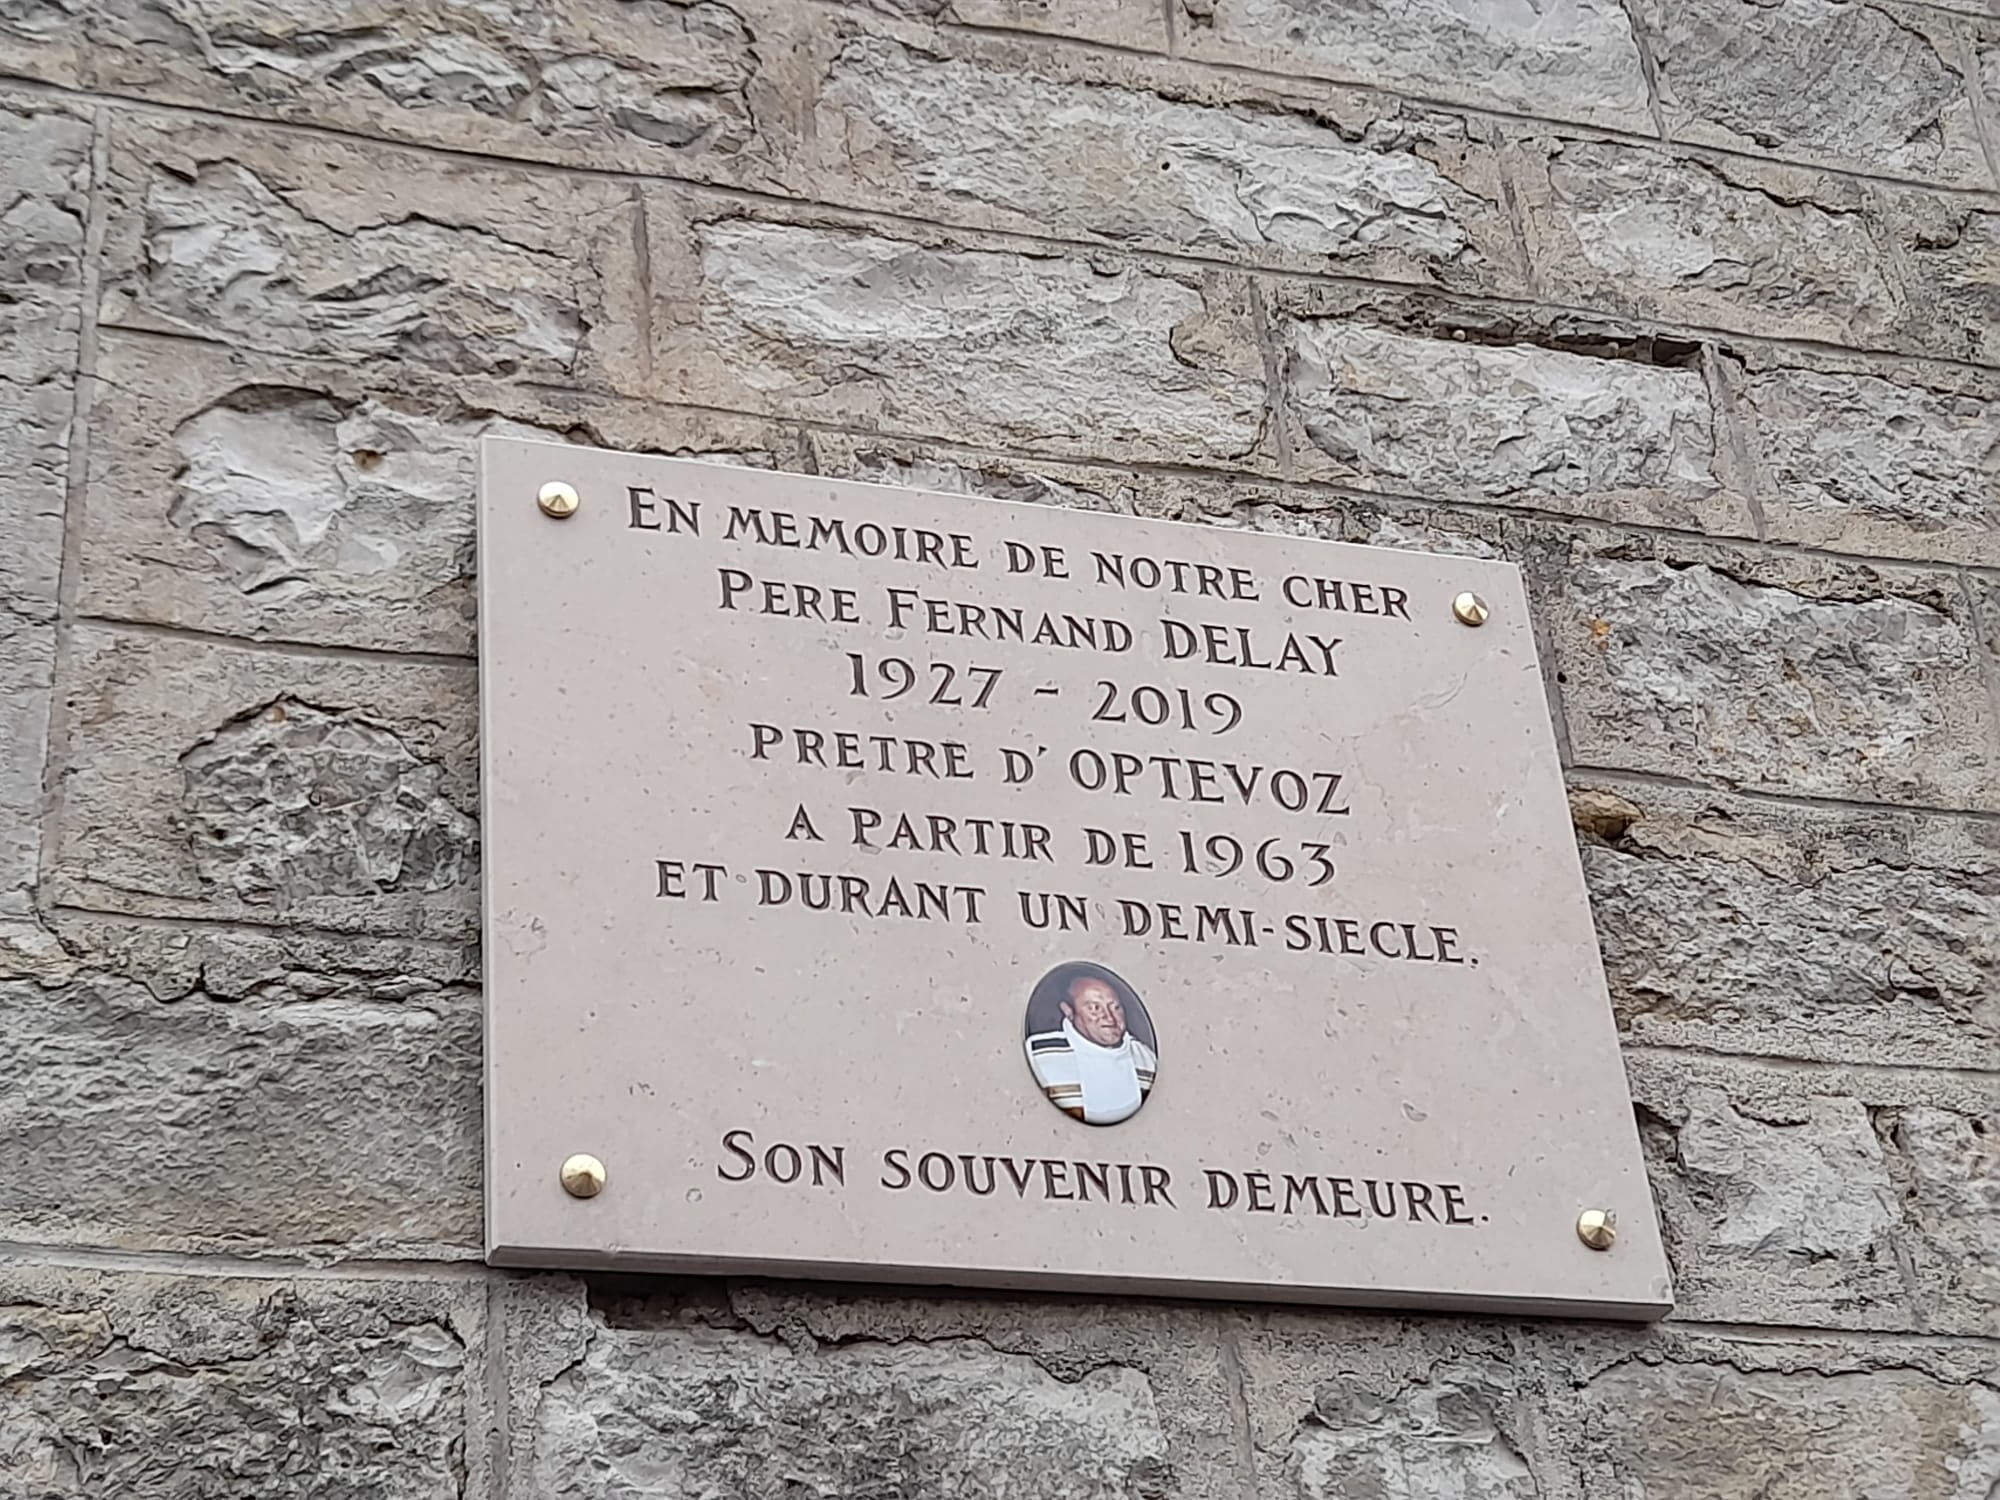 EN MEMOIRE DE NOTRE CHER
PERE FERNAND DELAY
1927 - 2019
PRETRE D' OPTEVOZ
A PARTIR DE 1963
ET DURANT UN DEMI-SIECLE.
SON SOUVENIR DEMEURE.